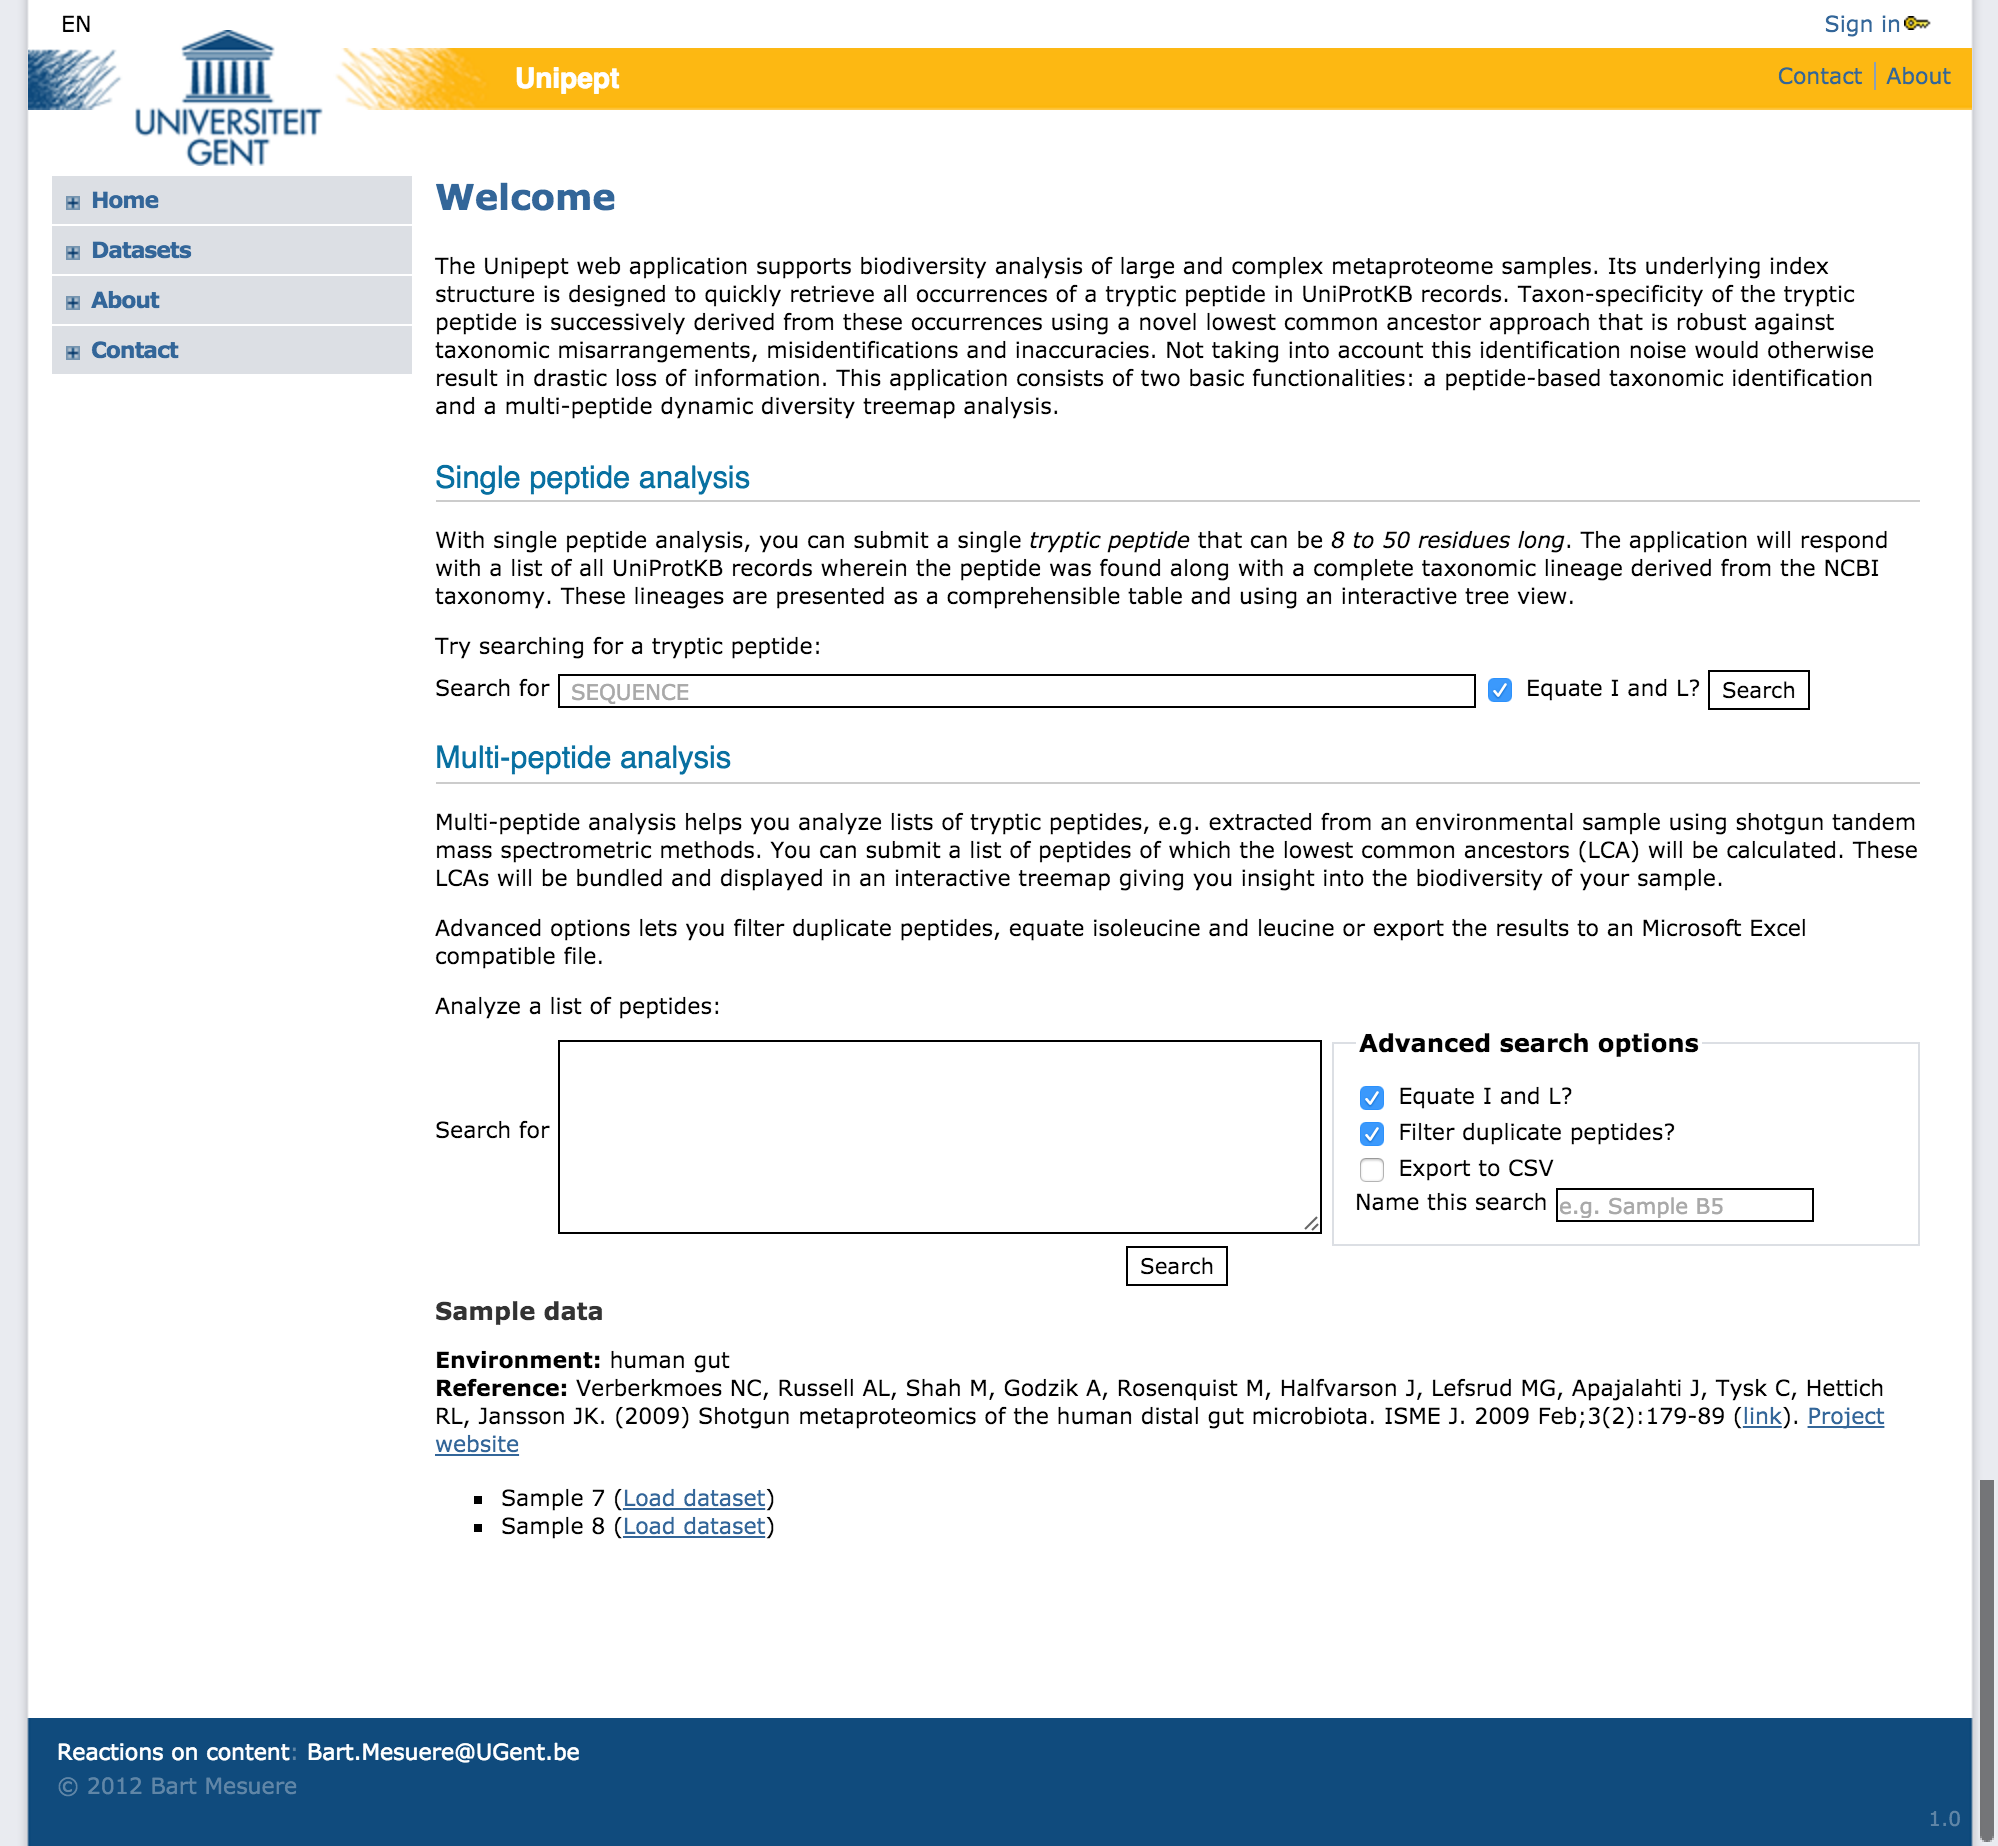 EN
Sign in
UNIVERSITEIT
GENT
Unipept
Contact
About
Home
Datasets
About
Contact
Welcome
The Unipept web application supports biodiversity analysis of large and complex metaproteome samples. Its underlying index
structure is designed to quickly retrieve all occurrences of a tryptic peptide in UniProtKB records. Taxon-specificity of the tryptic
peptide is successively derived from these occurrences using a novel lowest common ancestor approach that is robust against
taxonomic misarrangements, misidentifications and inaccuracies. Not taking into account this identification noise would otherwise
result in drastic loss of information. This application consists of two basic functionalities: a peptide-based taxonomic identification
and a multi-peptide dynamic diversity treemap analysis.
Single peptide analysis
With single peptide analysis, you can submit a single tryptic peptide that can be 8 to 50 residues long. The application will respond
with a list of all UniProtKB records wherein the peptide was found along with a complete taxonomic lineage derived from the NCBI
taxonomy. These lineages are presented as a comprehensible table and using an interactive tree view.
Try searching for a tryptic peptide:
Search for SEQUENCE Equate I and L? Search
Multi-peptide analysis
Multi-peptide analysis helps you analyze lists of tryptic peptides, e.g. extracted from an environmental sample using shotgun tandem
mass spectrometric methods. You can submit a list of peptides of which the lowest common ancestors (LCA) will be calculated. These
LCAs will be bundled and displayed in an interactive treemap giving you insight into the biodiversity of your sample.
Advanced options lets you filter duplicate peptides, equate isoleucine and leucine or export the results to an Microsoft Excel
compatible file.
Analyze a list of peptides:
Search for
Advanced search options
Equate I and L?
Filter duplicate peptides?
Export to CSV
Name this search e.g. Sample B5
Search
Sample data
Environment: human gut
Reference: Verberkmoes NC, Russell AL, Shah M, Godzik A, Rosenquist M, Halfvarson J, Lefsrud MG, Apajalahti J, Tysk C, Hettich
RL, Jansson JK. (2009) Shotgun metaproteomics of the human distal gut microbiota. ISME J. 2009 Feb;3(2):179-89 (link). Project
website
Sample 7 (Load dataset)
Sample 8 (Load dataset)
Reactions on content: Bart.Mesuere@UGent.be
© 2012 Bart Mesuere
1.0